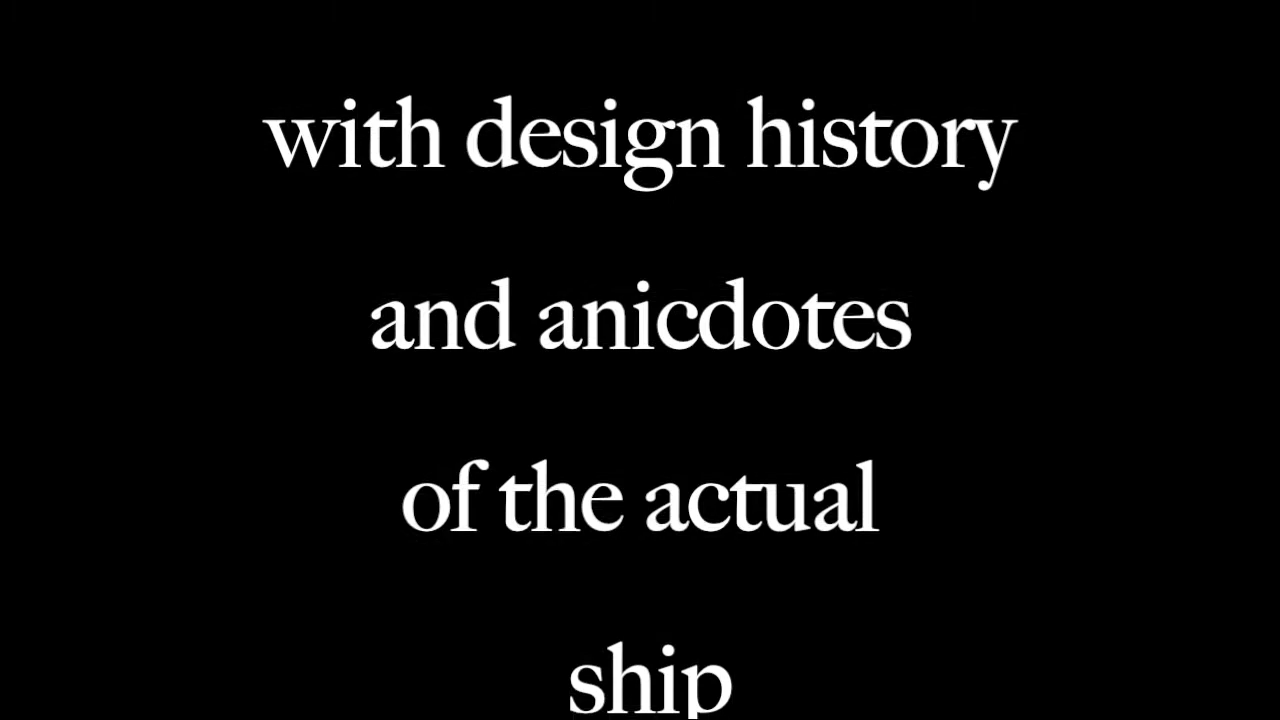 with design history
and anicdotes
of the actual
ship